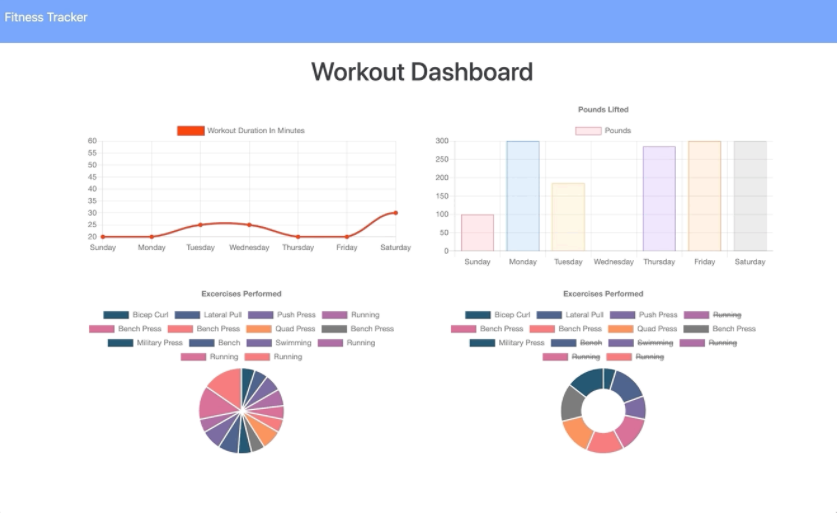 Fitness Tracker
Workout Dashboard
Workout Duration In Minutes
60
55
50
45
40
35
30
25
20
Sunday Monday Tuesday Wednesday Thursday Friday Saturday
Pounds Lifted
Pounds
300
250
200
150
100
50
0
Sunday Monday Tuesday Wednesday Thursday Friday Saturday
Excercises Performed
Bicep Curl Lateral Pull Push Press Running
Bench Press Bench Press Quad Press Bench Press
Military Press Bench Swimming Running
Running Running
Excercises Performed
Bicep Curl Lateral Pull Push Press Running
Bench Press Bench Press Quad Press Bench Press
Military Press Bench Swimming Running
Running Running